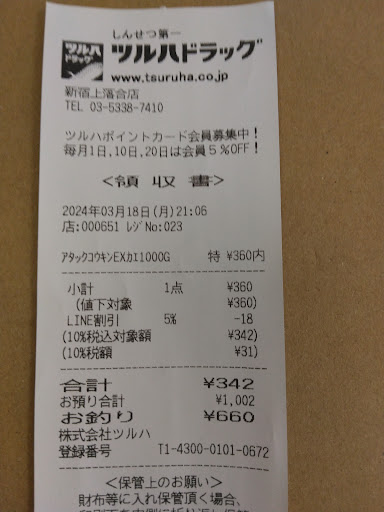 しんせつ第一
ツルハ
ドラッグ
ツルハドラッグ
www.tsuruha.co.jp
新宿上落合店
TEL 03-5338-7410
ツルハポイントカード会員募集中!
毎月1日,10日,20日は会員5%OFF!
<領収書>
2024年03月18日(月)21:06
店:000651 レジNo:023
アタックコウキンEXカエ1000G 特 ¥360内
小計 1点 ¥360
(値下対象 ¥360)
LINE割引 5% -18
(10%税込対象額 ¥342)
(10%税額 ¥31)
合計 ¥342
お預り合計 ¥1,002
お釣り ¥660
株式会社ツルハ
登録番号 T1-4300-0101-0672
<保管上のお願い>
財布等に入れ保管頂く場合、